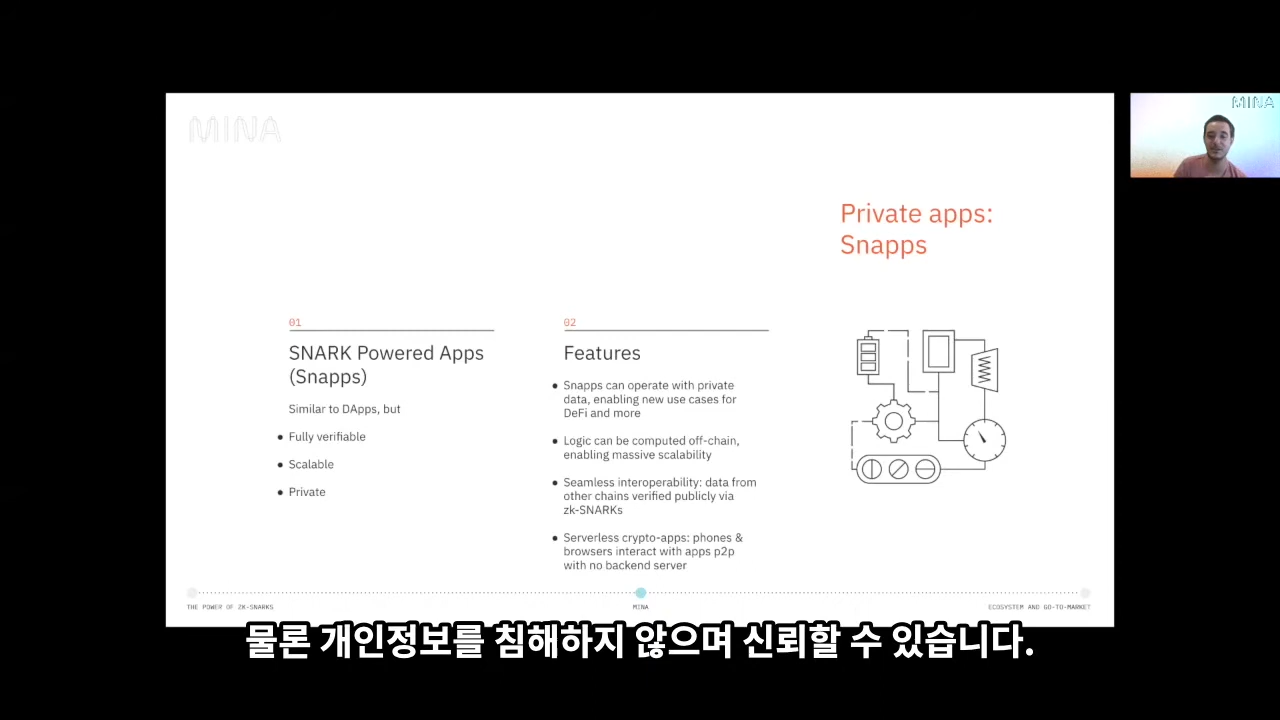 MINA
MINA
Private apps:
Snapps
01
SNARK Powered Apps
(Snapps)
Similar to DApps, but
● Fully verifiable
● Scalable
● Private
02
Features
● Snapps can operate with private
data, enabling new use cases for
DeFi and more
● Logic can be computed off-chain,
enabling massive scalability
● Seamless interoperability: data from
other chains verified publicly via
zk-SNARKs
● Serverless crypto-apps: phones &
browsers interact with apps p2p
with no backend server
THE POWER OF ZK-SNARKS
MINA
ECOSYSTEM AND GO-TO-MARKET
물론 개인정보를 침해하지 않으며 신뢰할 수 있습니다.